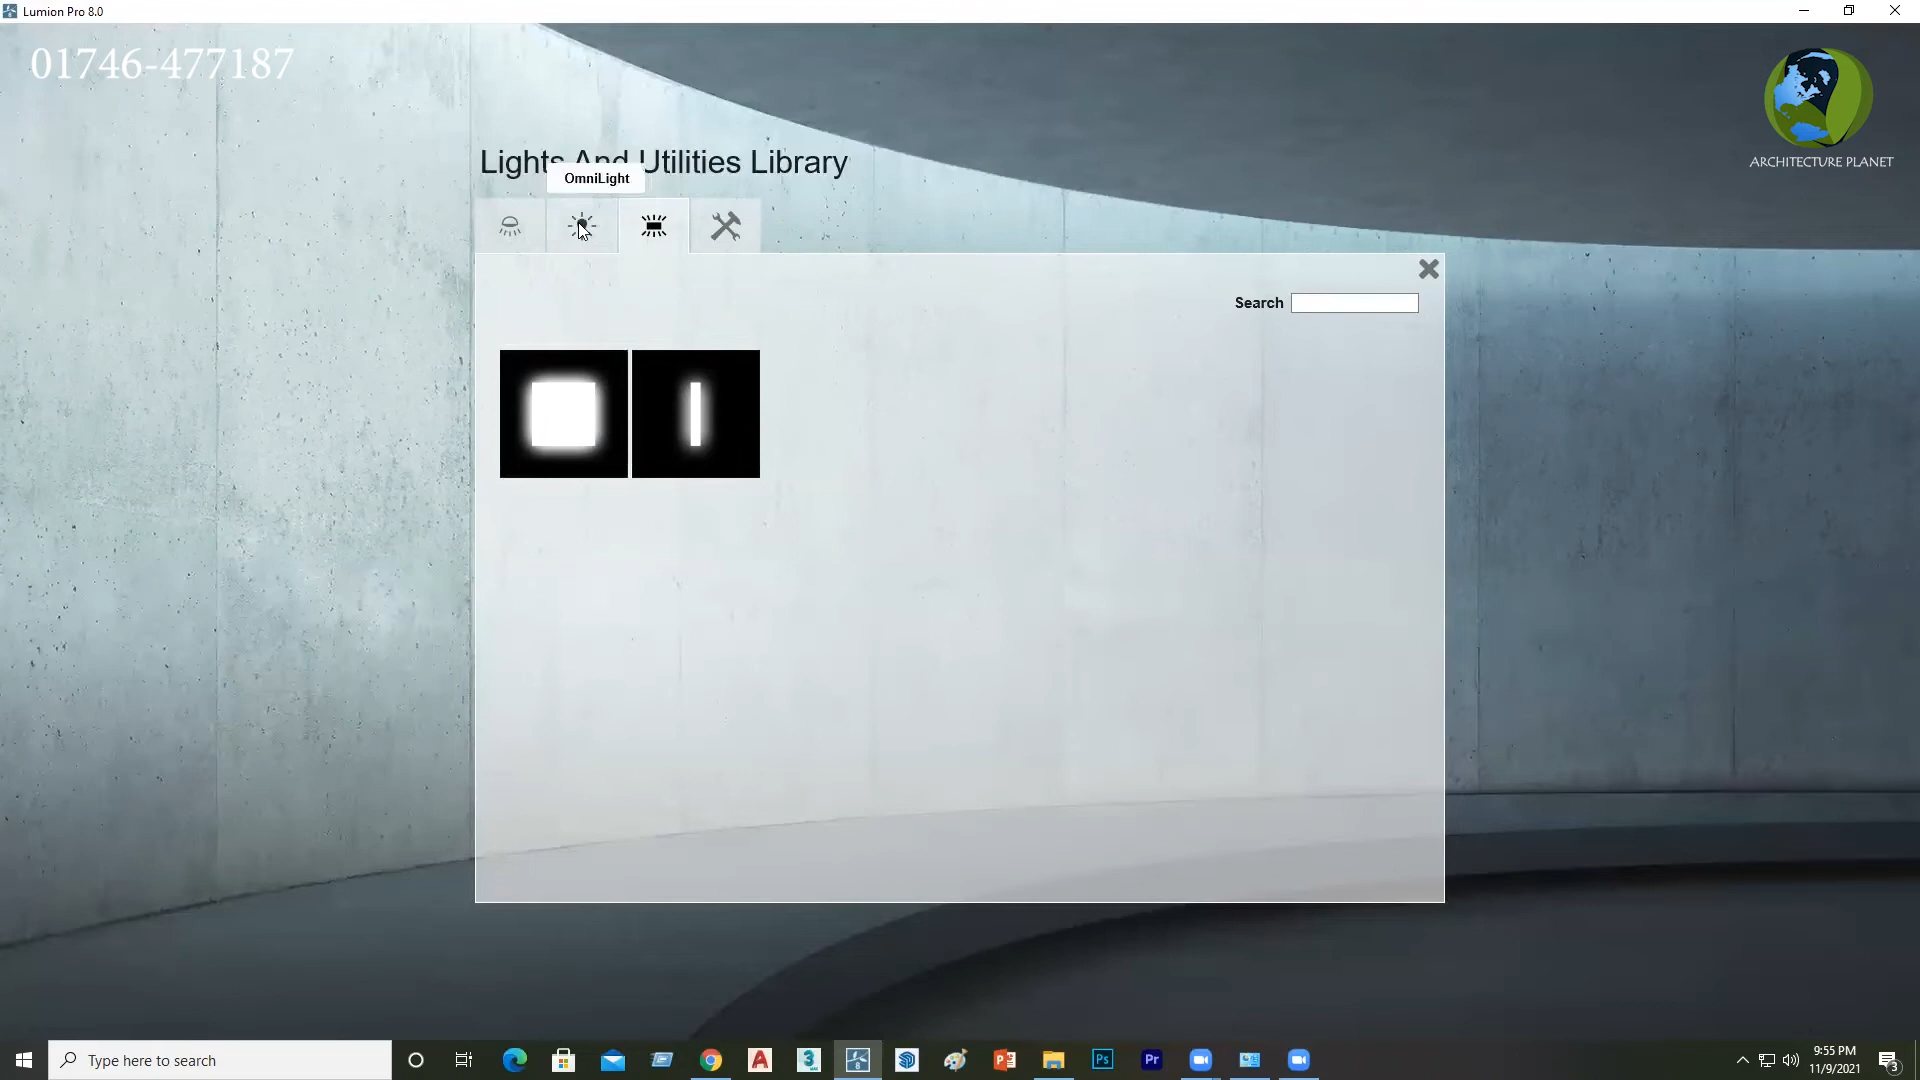 Lumion Pro 8.0
01746-477187
ARCHITECTURE PLANET
Lights And Utilities Library
OmniLight
Search
Type here to search
9:55 PM
11/9/2021
3